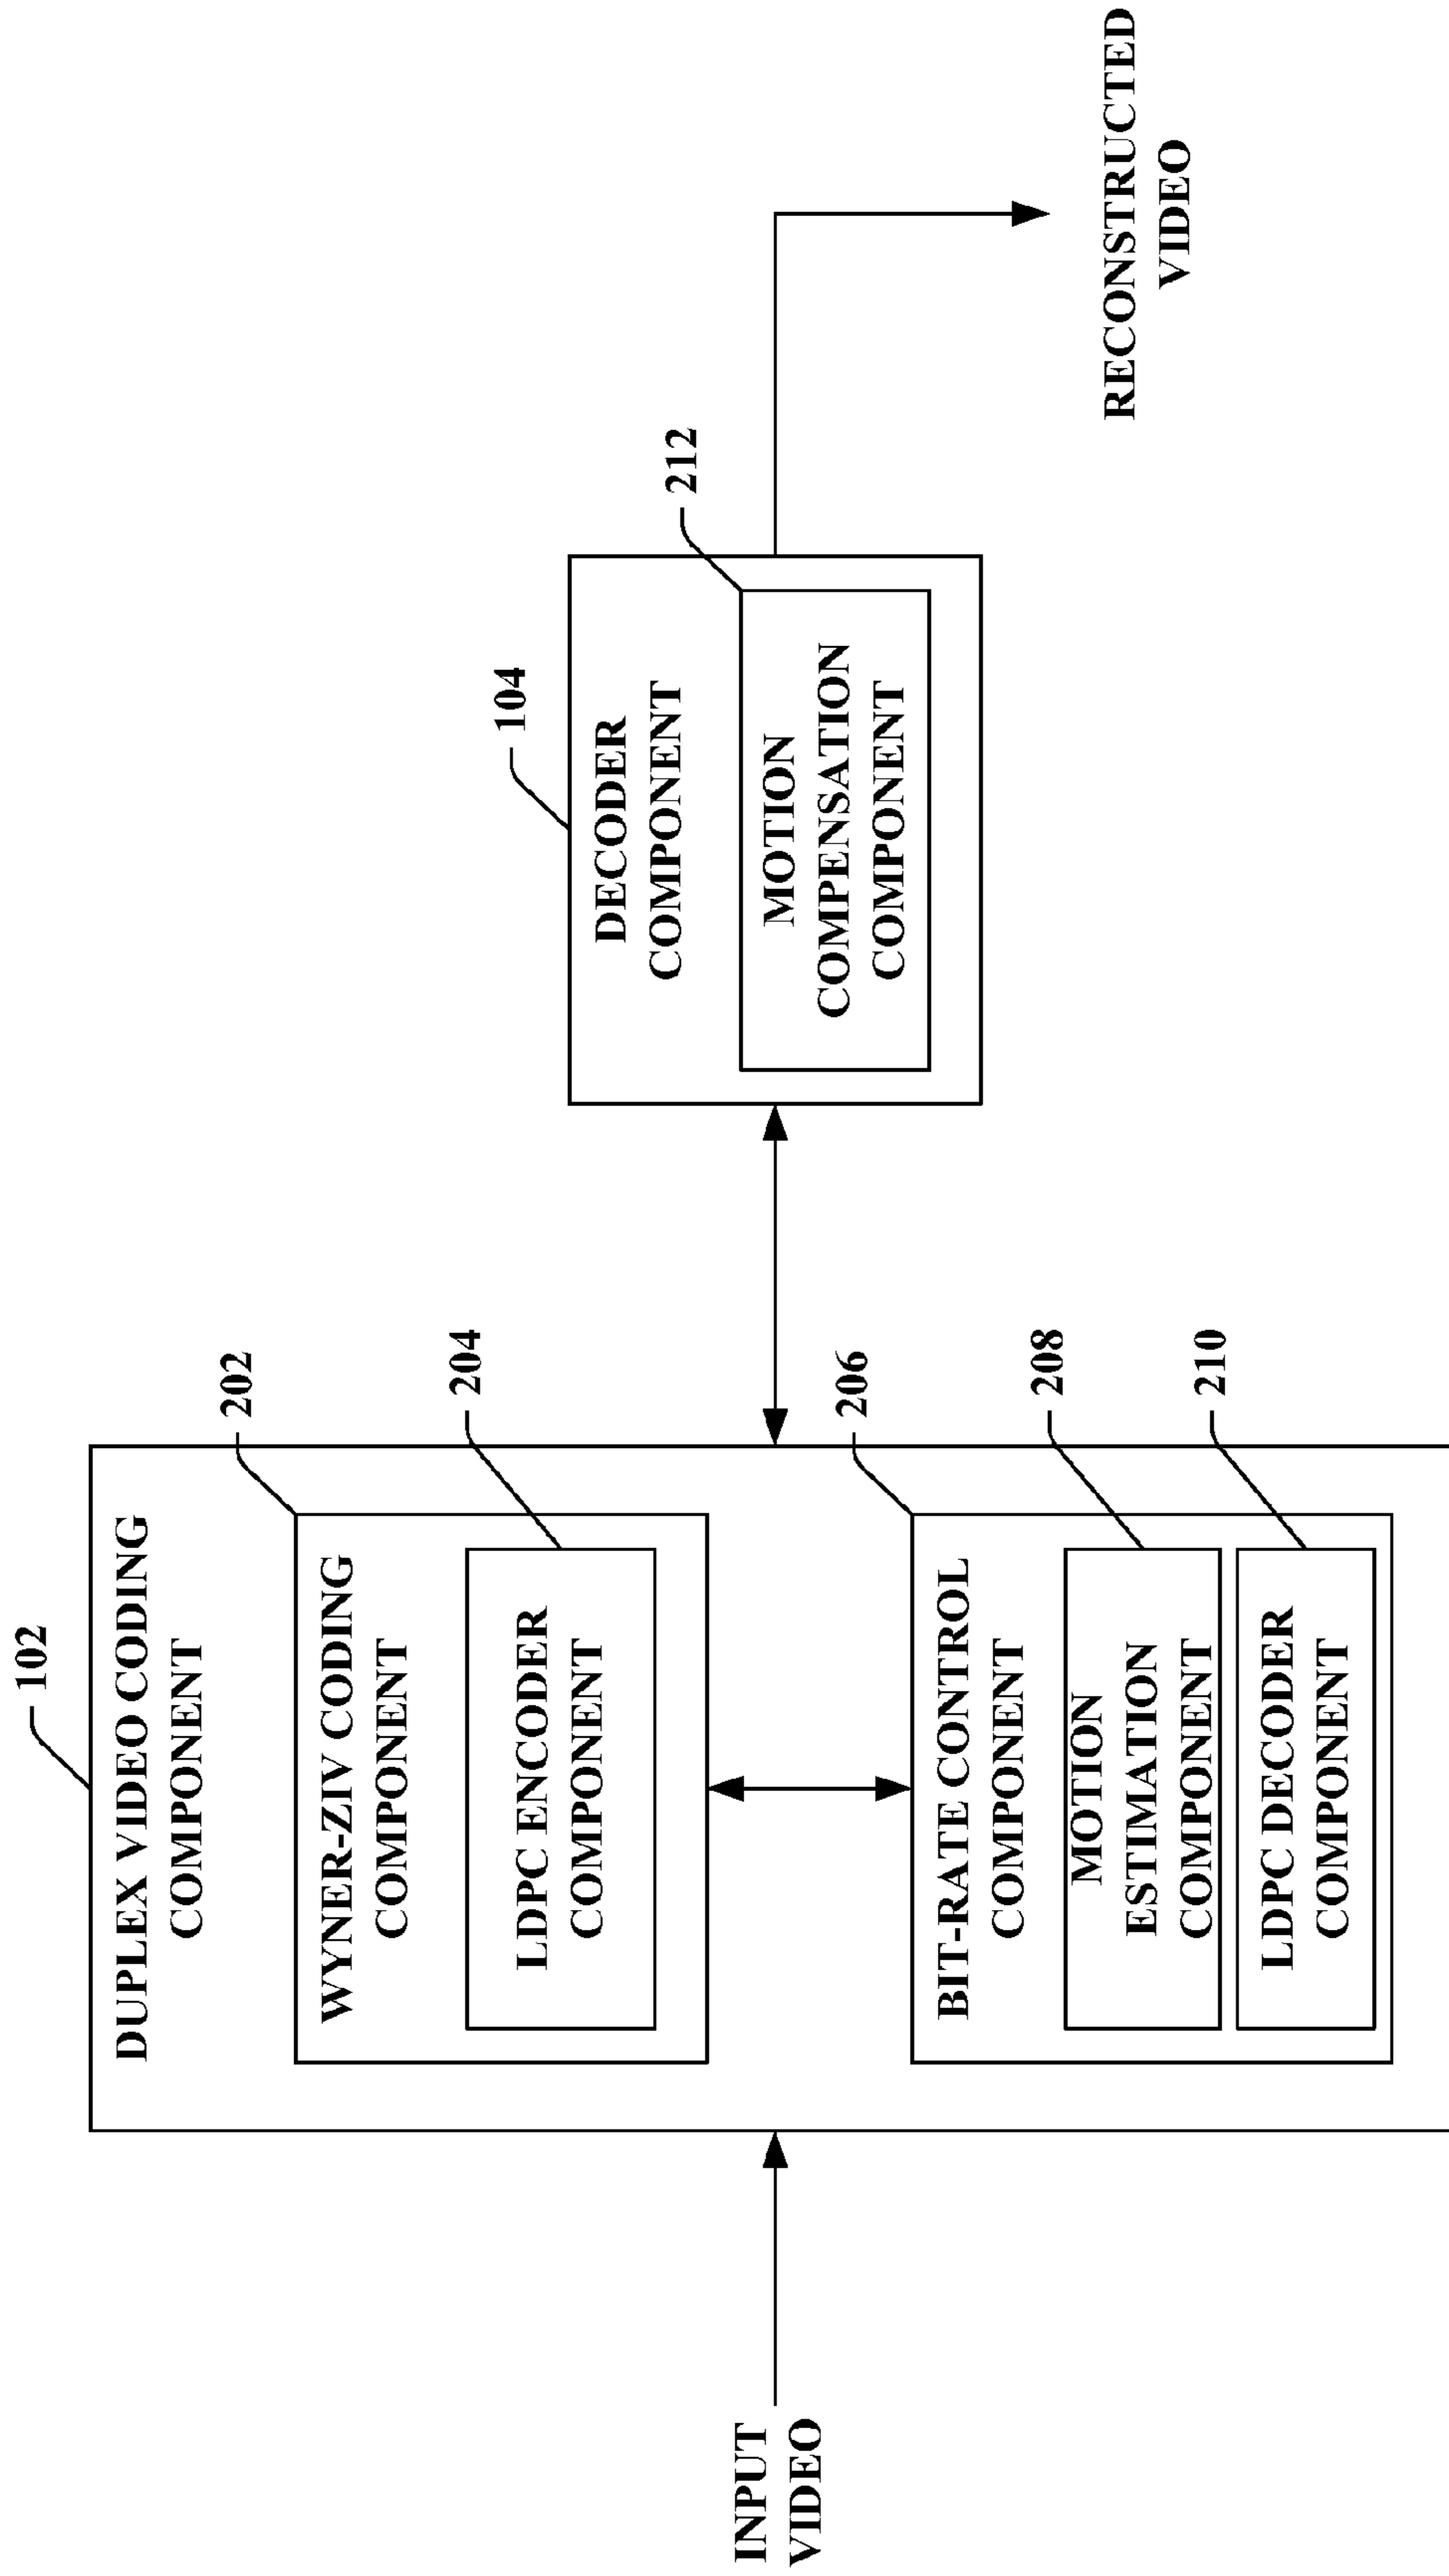 INPUT
VIDEO
102
DUPLEX VIDEO CODING
COMPONENT
202
WYNER-ZIV CODING
COMPONENT
204
LDPC ENCODER
COMPONENT
206
BIT-RATE CONTROL
COMPONENT
208
MOTION
ESTIMATION
COMPONENT
210
LDPC DECODER
COMPONENT
104
DECODER
COMPONENT
212
MOTION
COMPENSATION
COMPONENT
RECONSTRUCTED
VIDEO